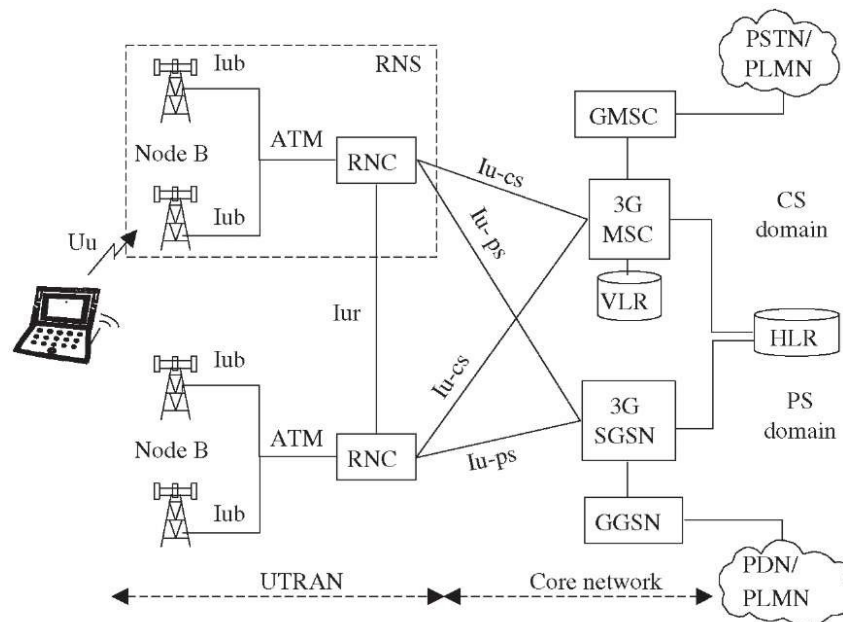 PSTN/
PLMN
Iub
RNS
GMSC
ATM
Node B
RNC
Iu-cs
3G
MSC
CS
domain
Iub
Iu-ps
Uu
VLR
Iur
HLR
Iub
Iu-cs
3G
SGSN
PS
domain
ATM
Node B
RNC
Iu-ps
Iub
GGSN
PDN/
PLMN
UTRAN
Core network